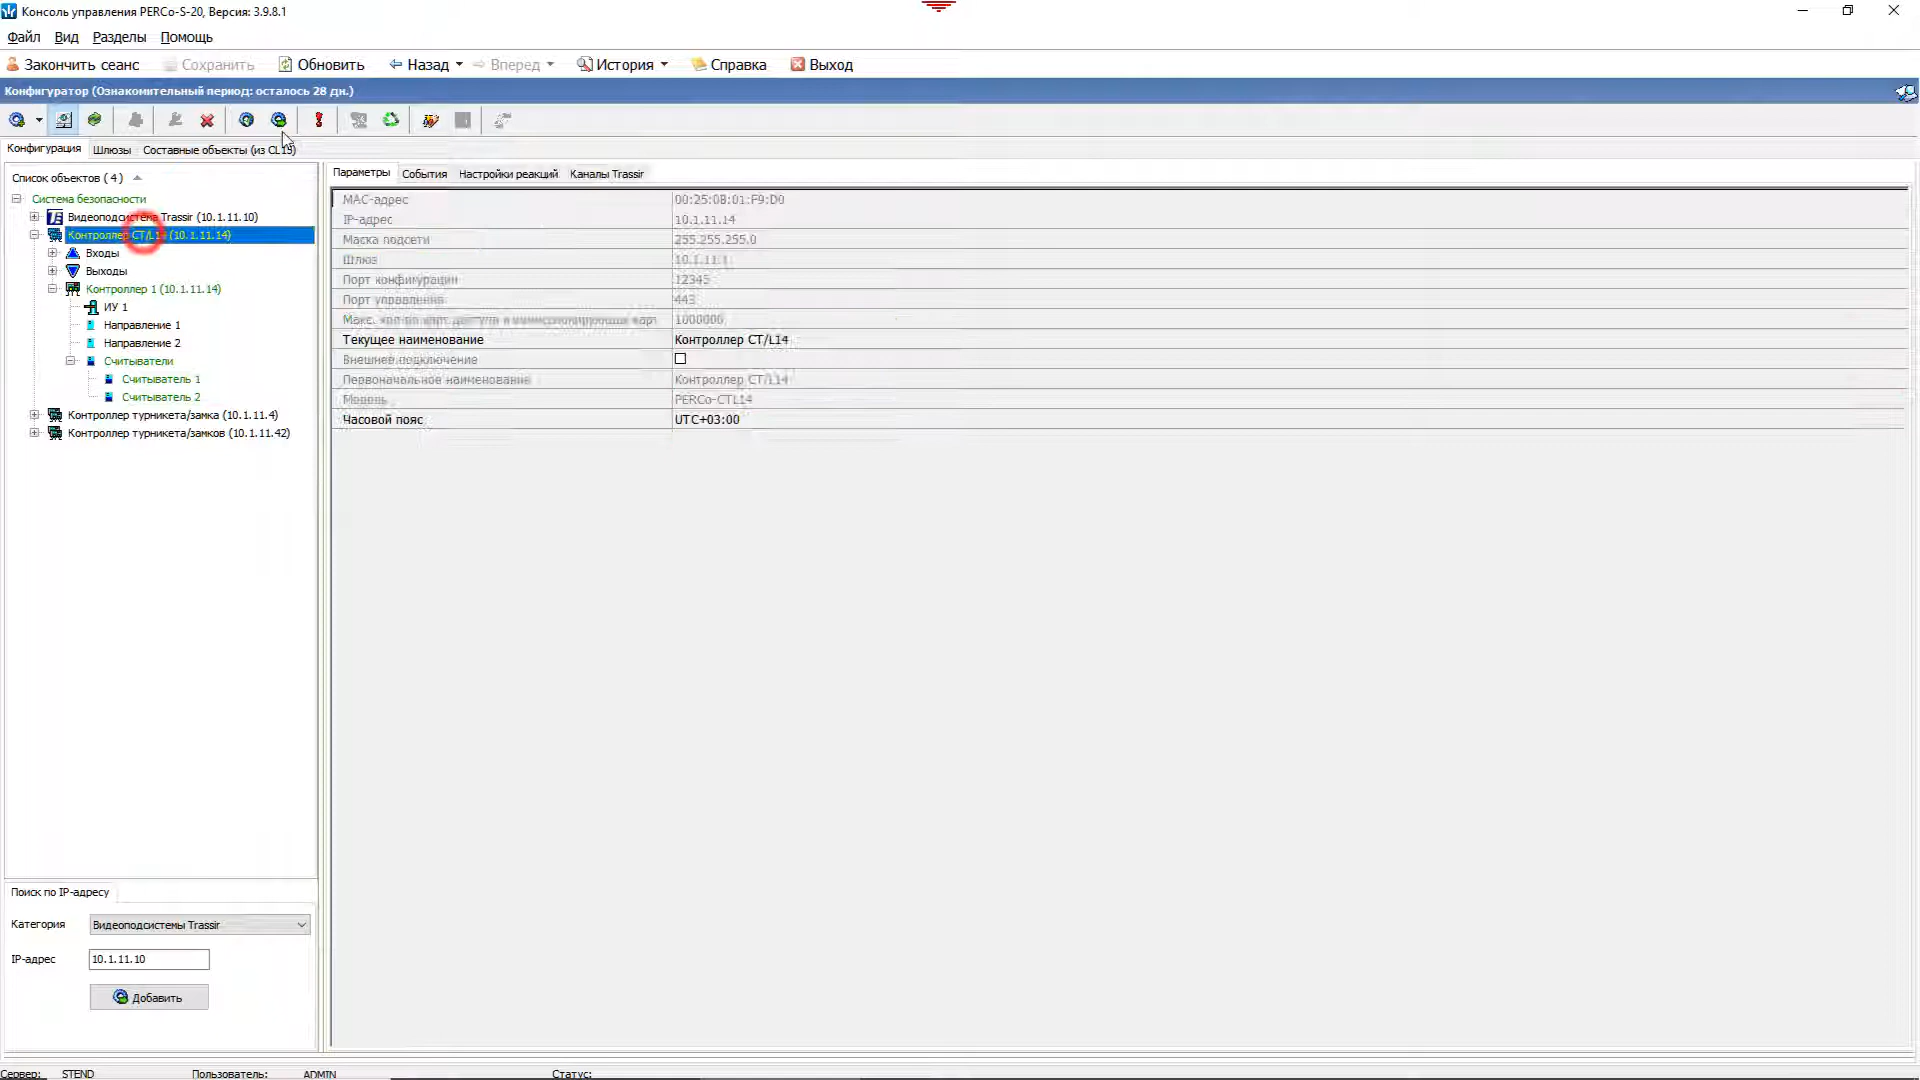 Консоль управления PERCo-S-20, Версия: 3.9.8.1
Файл Вид Разделы Помощь
Закончить сеанс Сохранить Обновить Назад Вперед История Справка Выход
Конфигуратор (Ознакомительный период: осталось 28 дн.)
Конфигурация Шлюзы Составные объекты (из CL15)
Список объектов ( 4 )
Система безопасности
Видеоподсистема Trassir (10.1.11.10)
Контроллер CT/L14 (10.1.11.14)
Входы
Выходы
Контроллер 1 (10.1.11.14)
ИУ 1
Направление 1
Направление 2
Считыватели
Считыватель 1
Считыватель 2
Контроллер турникета/замка (10.1.11.4)
Контроллер турникета/замков (10.1.11.42)
Параметры События Настройки реакций Каналы Trassir
MAC-адрес 00:25:0B:01:F9:D0
IP-адрес 10.1.11.14
Маска подсети 255.255.255.0
Шлюз 10.1.11.1
Порт конфигурации 12345
Порт управления 443
Макс. кол-во карт доступа и комиссионирующих карт 1000000
Текущее наименование Контроллер CT/L14
Внешнее подключение
Первоначальное наименование Контроллер CT/L14
Модель PERCo-CTL14
Часовой пояс UTC+03:00
Поиск по IP-адресу
Категория Видеоподсистемы Trassir
IP-адрес 10.1.11.10
Добавить
Сервер: STEND Пользователь: ADMIN Статус: